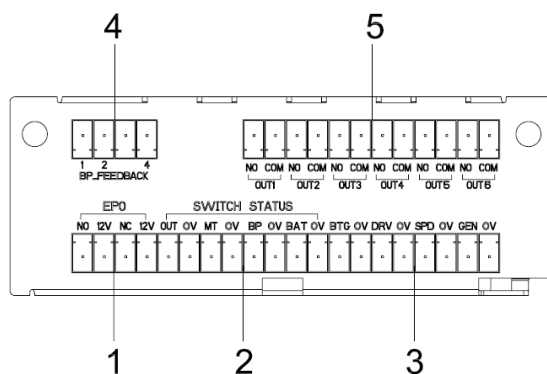 4 5
1 2 4
BP_FEEDBACK
NO COM NO COM NO COM NO COM NO COM NO COM
OUT1 OUT2 OUT3 OUT4 OUT5 OUT6
EPO SWITCH STATUS
NO 12V NC 12V OUT 0V MT 0V BP 0V BAT 0V BTG 0V DRV 0V SPD 0V GEN 0V
1 2 3